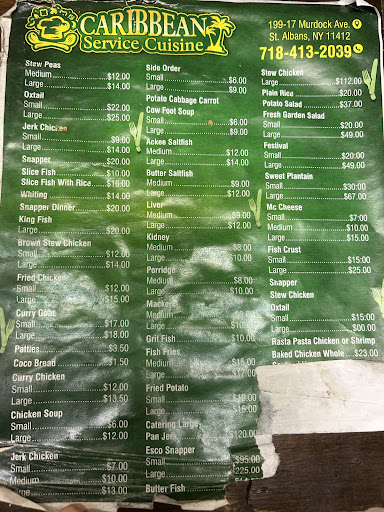 CARIBBEAN
Service Cuisine
199-17 Murdock Ave.
St. Albans, NY 11412
718-413-2039
Stew Peas
Medium $12.00
Large $14.00
Oxtail
Small $22.00
Large $25.00
Jerk Chicken
Small $9.00
Large $14.00
Snapper $20.00
Slice Fish $10.00
Slice Fish With Rice $16.00
Whiting $14.00
Snapper Dinner $20.00
King Fish
Large $20.00
Brown Stew Chicken
Small $12.00
Large $14.00
Fried Chicken
Small $12.00
Large $15.00
Curry Goat
Small $17.00
Large $18.00
Patties $3.50
Coco Bread $1.50
Curry Chicken
Small $12.00
Large $13.50
Chicken Soup
Small $6.00
Large $12.00
Jerk Chicken
Small $7.00
Medium $10.00
Large $13.00
Side Order
Small $6.00
Large $9.00
Potato Cabbage Carrot
Cow Foot Soup
Small $6.00
Large $9.00
Ackee Saltfish
Medium $12.00
Large $14.00
Butter Saltfish
Medium $9.00
Large $12.00
Liver
Medium $9.00
Large $12.00
Kidney
Medium $8.00
Large $10.00
Porridge
Medium $8.00
Large $10.00
Medium
Large
Gril Fish $10
Fish Fries
Medium $15.00
Large $17.00
Fried Potato
Small $10.00
Large $15.00
Catering Large
Pan Jerk $120.00
Esco Snapper
Small $95.00
Large $225.00
Butter Fish
Stew Chicken
Large $112.00
Plain Rice $20.00
Potato Salad $37.00
Fresh Garden Salad
Small $20.00
Large $49.00
Festival
Small $20:00
Large $49.00
Sweet Plantain
Small $30:00
Large $67.00
Mc Cheese
Small $7:00
Medium $10.00
Large $15.00
Fish Crust
Small $15:00
Large $25.00
Snapper
Stew Chicken
Oxtail
Small $15:00
Large $00.00
Rasta Pasta Chicken or Shrimp
Baked Chicken Whole $23.00